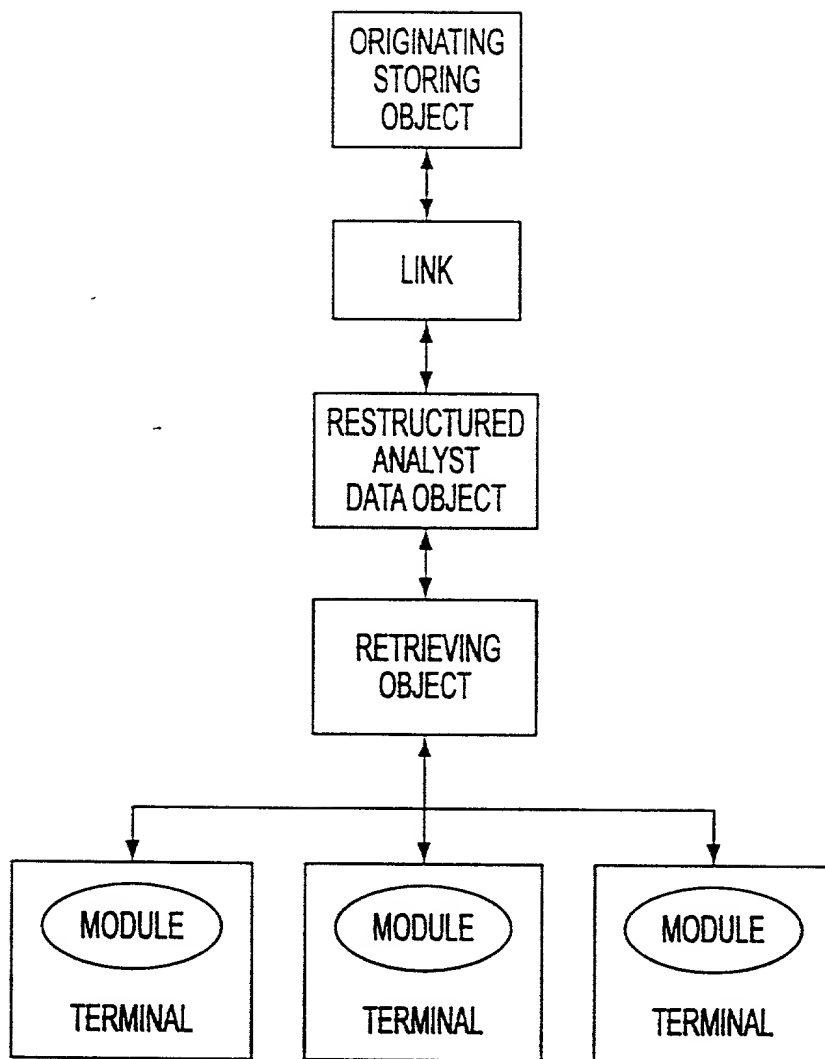 ORIGINATING
STORING
OBJECT
LINK
RESTRUCTURED
ANALYST
DATA OBJECT
RETRIEVING
OBJECT
MODULE
TERMINAL
MODULE
TERMINAL
MODULE
TERMINAL